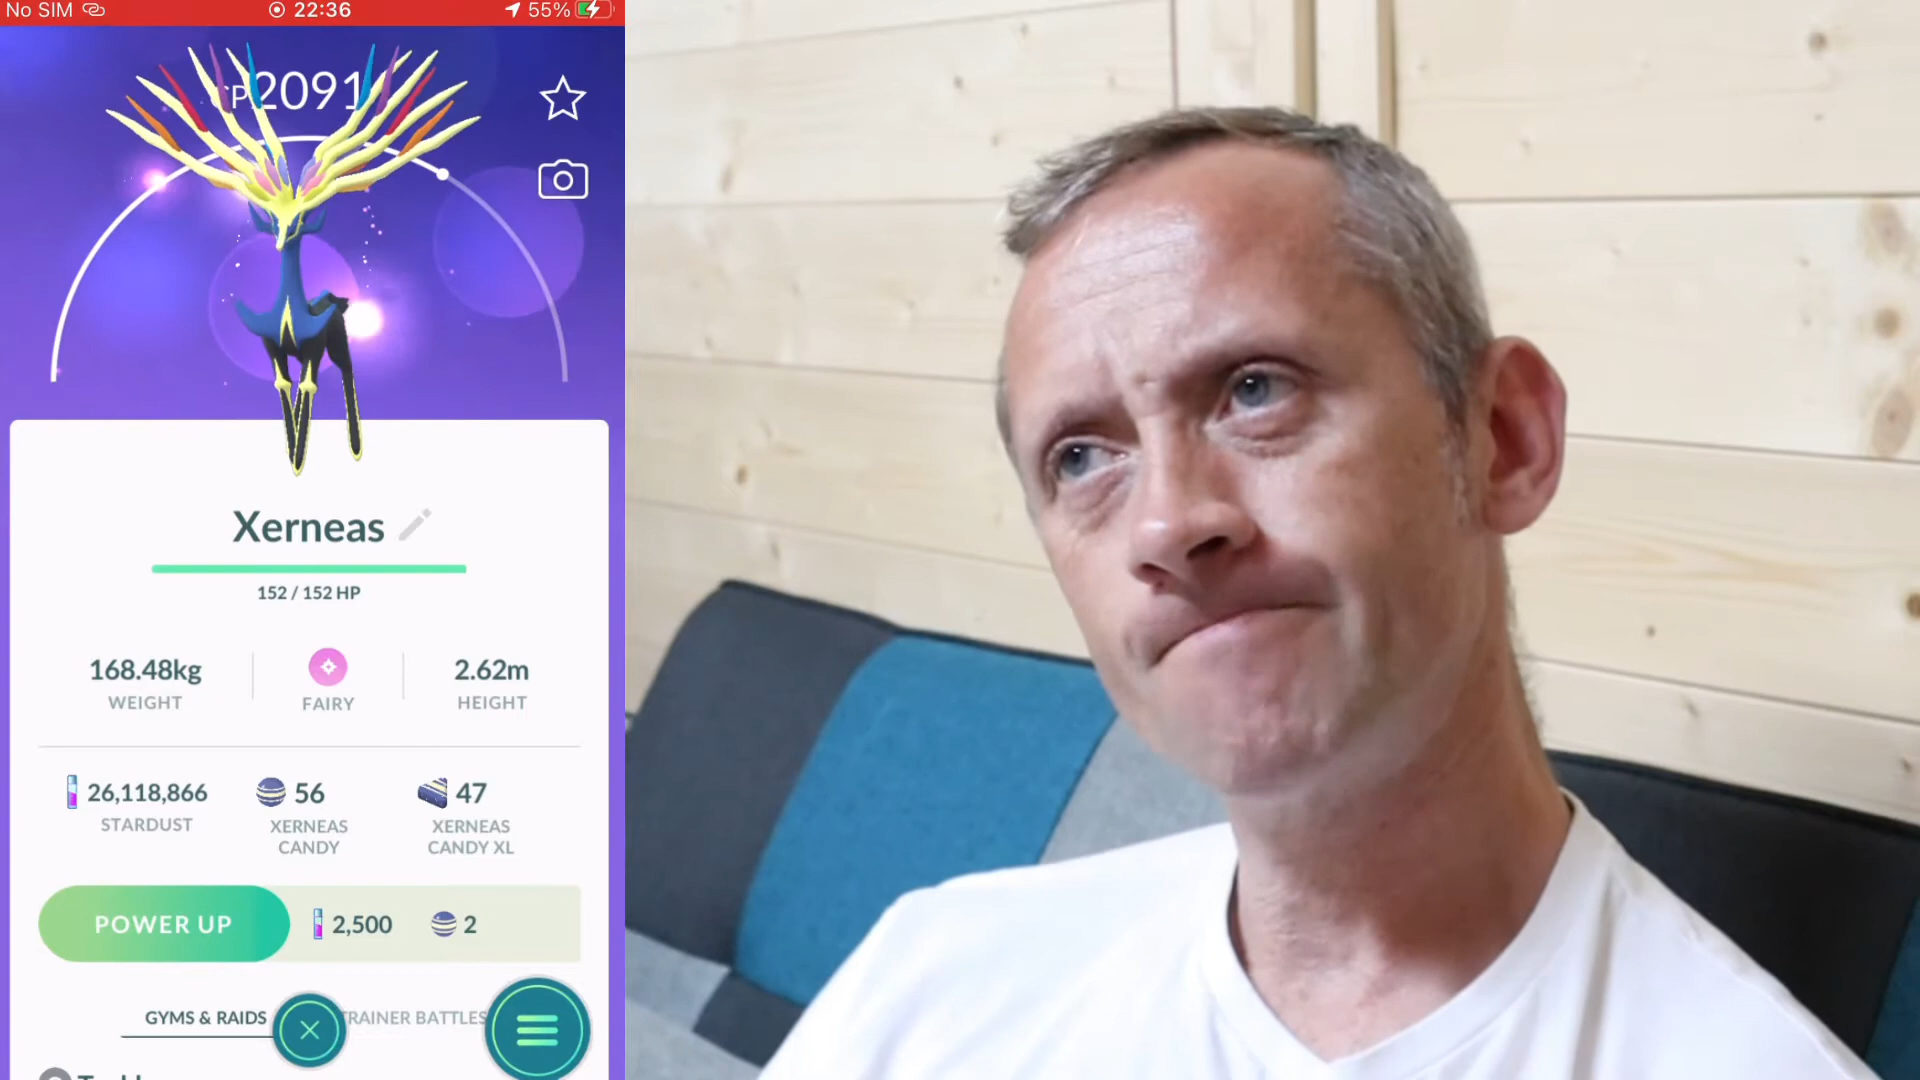 No SIM 22:36 55%
CP2091
Xerneas
152 / 152 HP
168.48kg 2.62m
WEIGHT FAIRY HEIGHT
26,118,866 56 47
STARDUST XERNEAS CANDY XERNEAS CANDY XL
POWER UP 2,500 2
GYMS & RAIDS TRAINER BATTLES